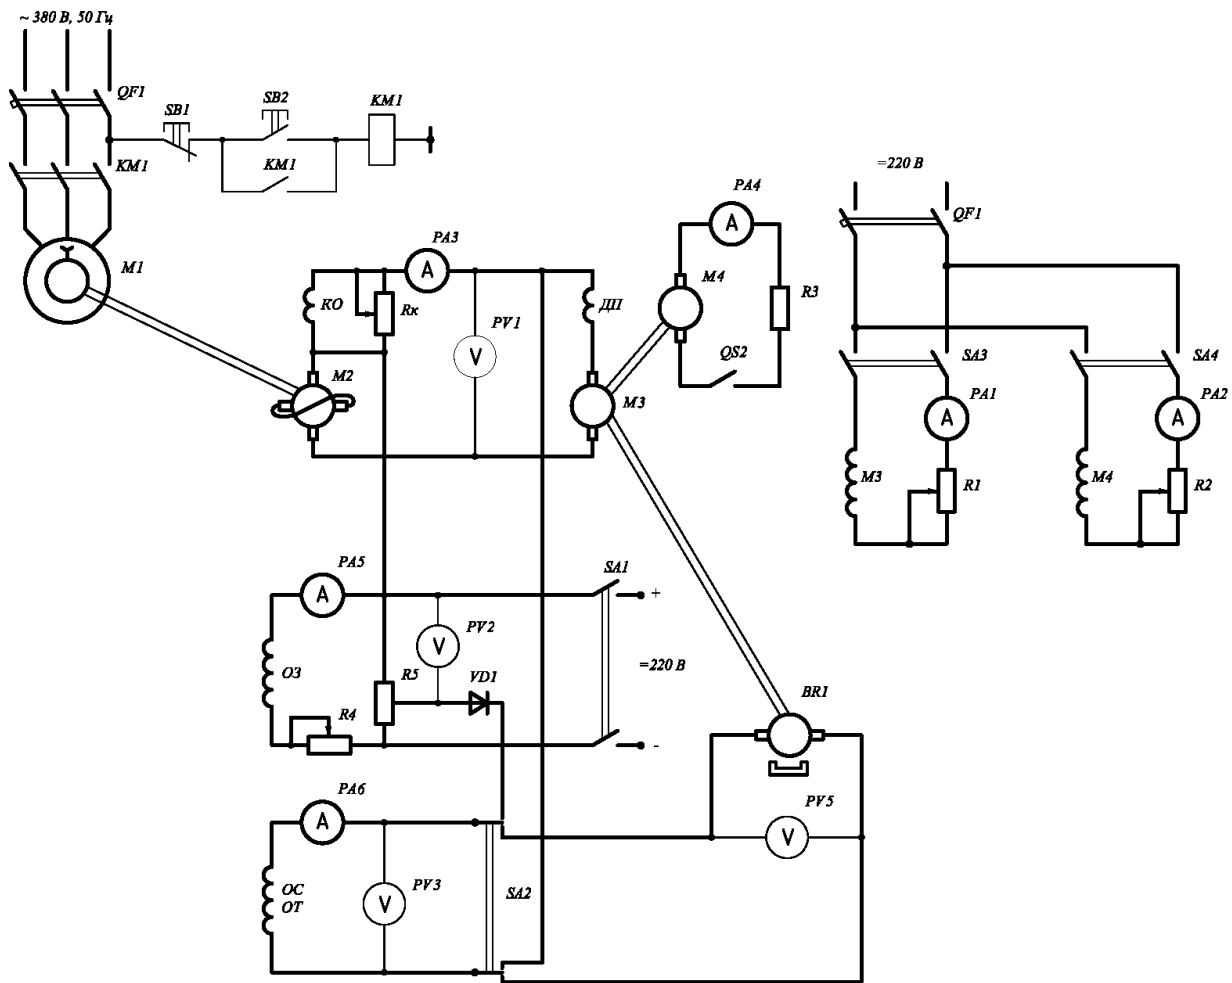 ~ 380 В, 50 Гц
QF1
SB1
SB2
KM1
KM1
KM1
M1
=220 В
QF1
PA4
A
M4
R3
QS2
PA3
A
KO
Rк
PV1
V
ДП
M2
M3
SA3
SA4
PA1
A
PA2
A
M3
R1
M4
R2
PA5
A
SA1
+
ОЗ
PV2
V
=220 В
R5
VD1
R4
-
BR1
PA6
A
PV5
V
ОС
ОТ
PV3
V
SA2